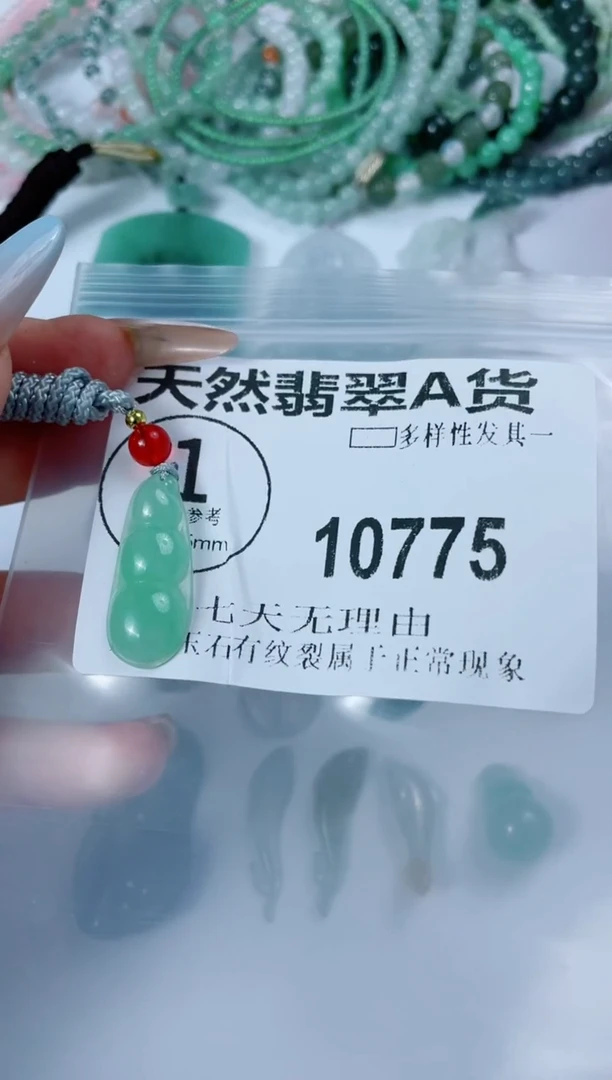 天然翡翠A货
多样性发其一
1
参考
mm
10775
七天无理由
玉石有纹裂属于正常现象